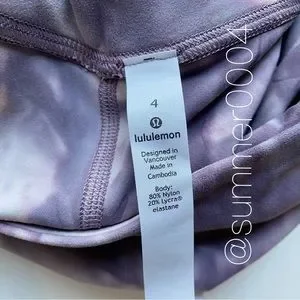 4
lululemon
Designed in
Vancouver
Made in
Cambodia
Body:
80% Nylon
20% Lycra®
elastane
@summer0004